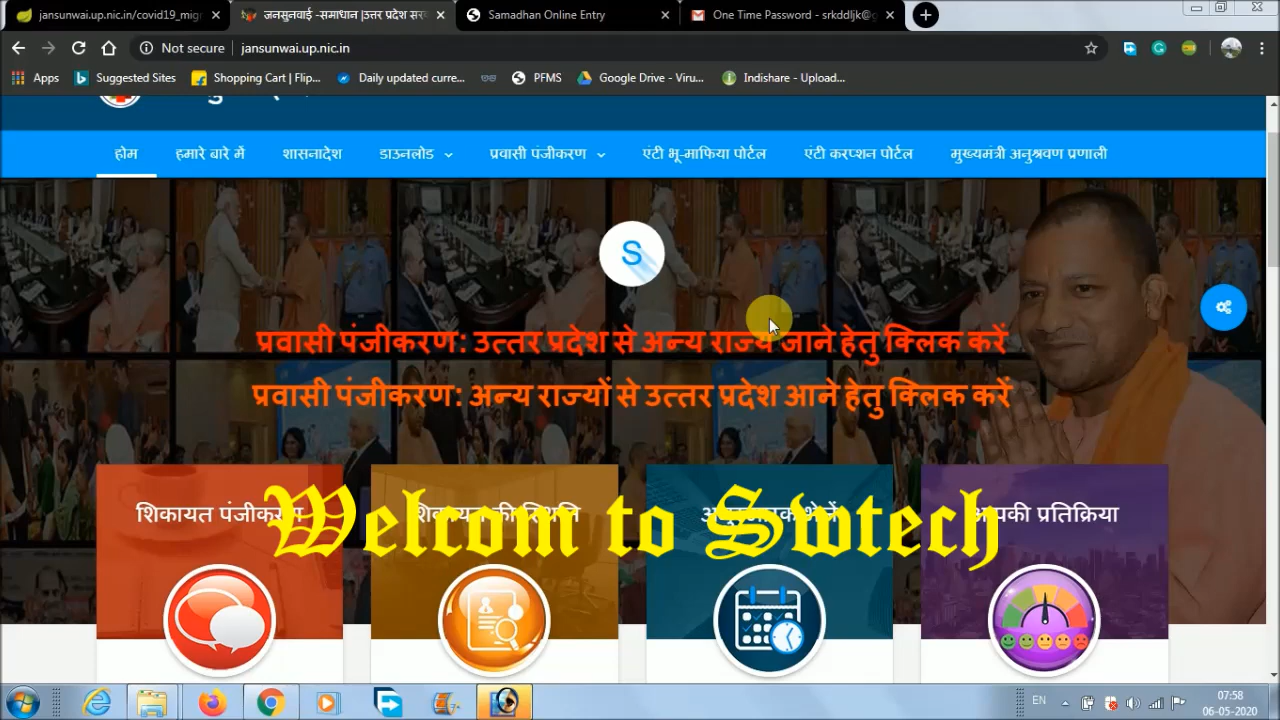 jansunwai.up.nic.in/covid19_migr
जनसुनवाई -समाधान |उत्तर प्रदेश सर
Samadhan Online Entry
One Time Password - srkddljk@g
Not secure
jansunwai.up.nic.in
Apps
Suggested Sites
Shopping Cart | Flip...
Daily updated curre...
PFMS
Google Drive - Viru...
Indishare - Upload...
होम
हमारे बारे में
शासनादेश
डाउनलोड
प्रवासी पंजीकरण
एंटी भू-माफिया पोर्टल
एंटी करप्शन पोर्टल
मुख्यमंत्री अनुश्रवण प्रणाली
S
प्रवासी पंजीकरण: उत्तर प्रदेश से अन्य राज्य जाने हेतु क्लिक करें
प्रवासी पंजीकरण: अन्य राज्यों से उत्तर प्रदेश आने हेतु क्लिक करें
शिकायत पंजीकरण
शिकायत की स्थिति
आपकी प्रतिक्रिया
Welcom to Swtech
EN
07:58
06-05-2020